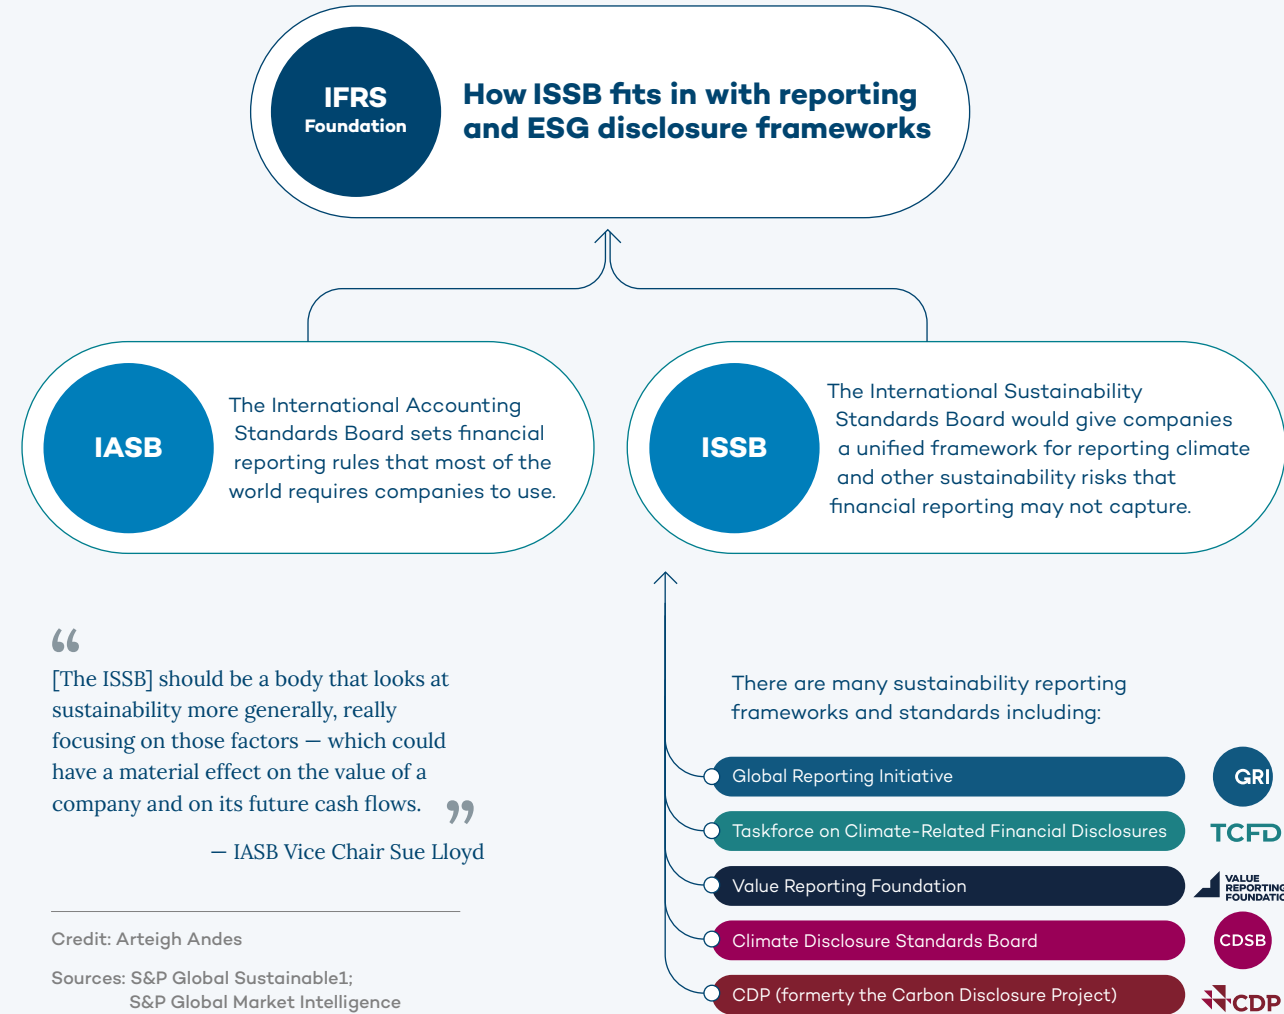 IFRS
Foundation
How ISSB fits in with reporting
and ESG disclosure frameworks
IASB
The International Accounting
Standards Board sets financial
reporting rules that most of the
world requires companies to use.
ISSB
The International Sustainability
Standards Board would give companies
a unified framework for reporting climate
and other sustainability risks that
financial reporting may not capture.
“
[The ISSB] should be a body that looks at
sustainability more generally, really
focusing on those factors — which could
have a material effect on the value of a
company and on its future cash flows.
”
— IASB Vice Chair Sue Lloyd
Credit: Arteigh Andes
Sources: S&P Global Sustainable1;
S&P Global Market Intelligence
There are many sustainability reporting
frameworks and standards including:
Global Reporting Initiative
GRI
Taskforce on Climate-Related Financial Disclosures
TCFD
Value Reporting Foundation
VALUE
REPORTING
FOUNDATIO
Climate Disclosure Standards Board
CDSB
CDP (formerty the Carbon Disclosure Project)
CDP